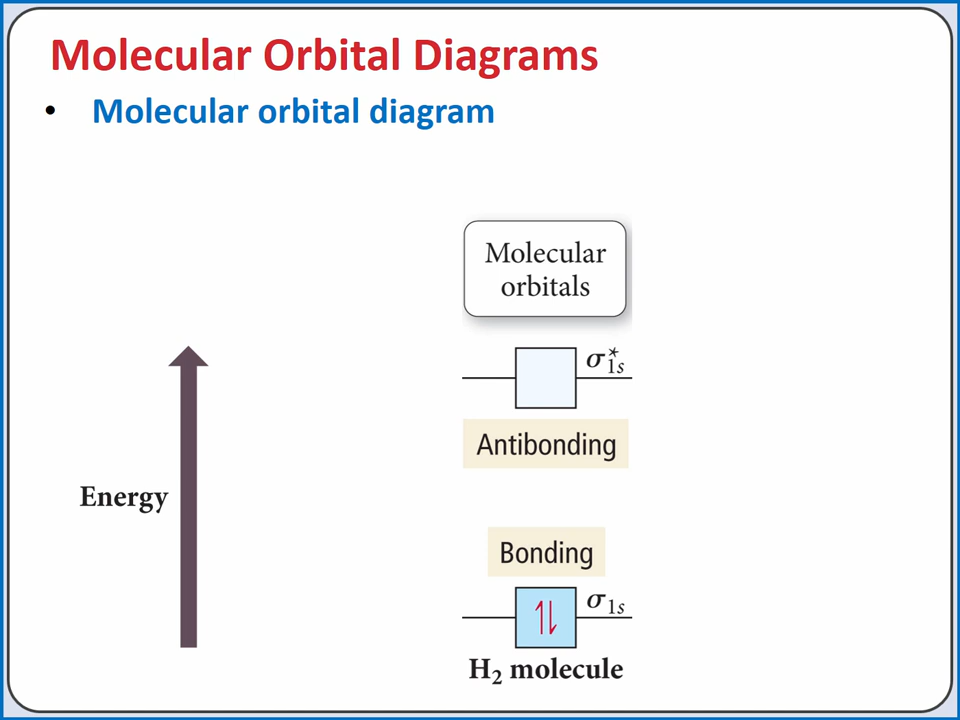 Molecular Orbital Diagrams
• Molecular orbital diagram
Molecular
orbitals
σ*1s
Antibonding
Energy
Bonding
σ1s
H2 molecule